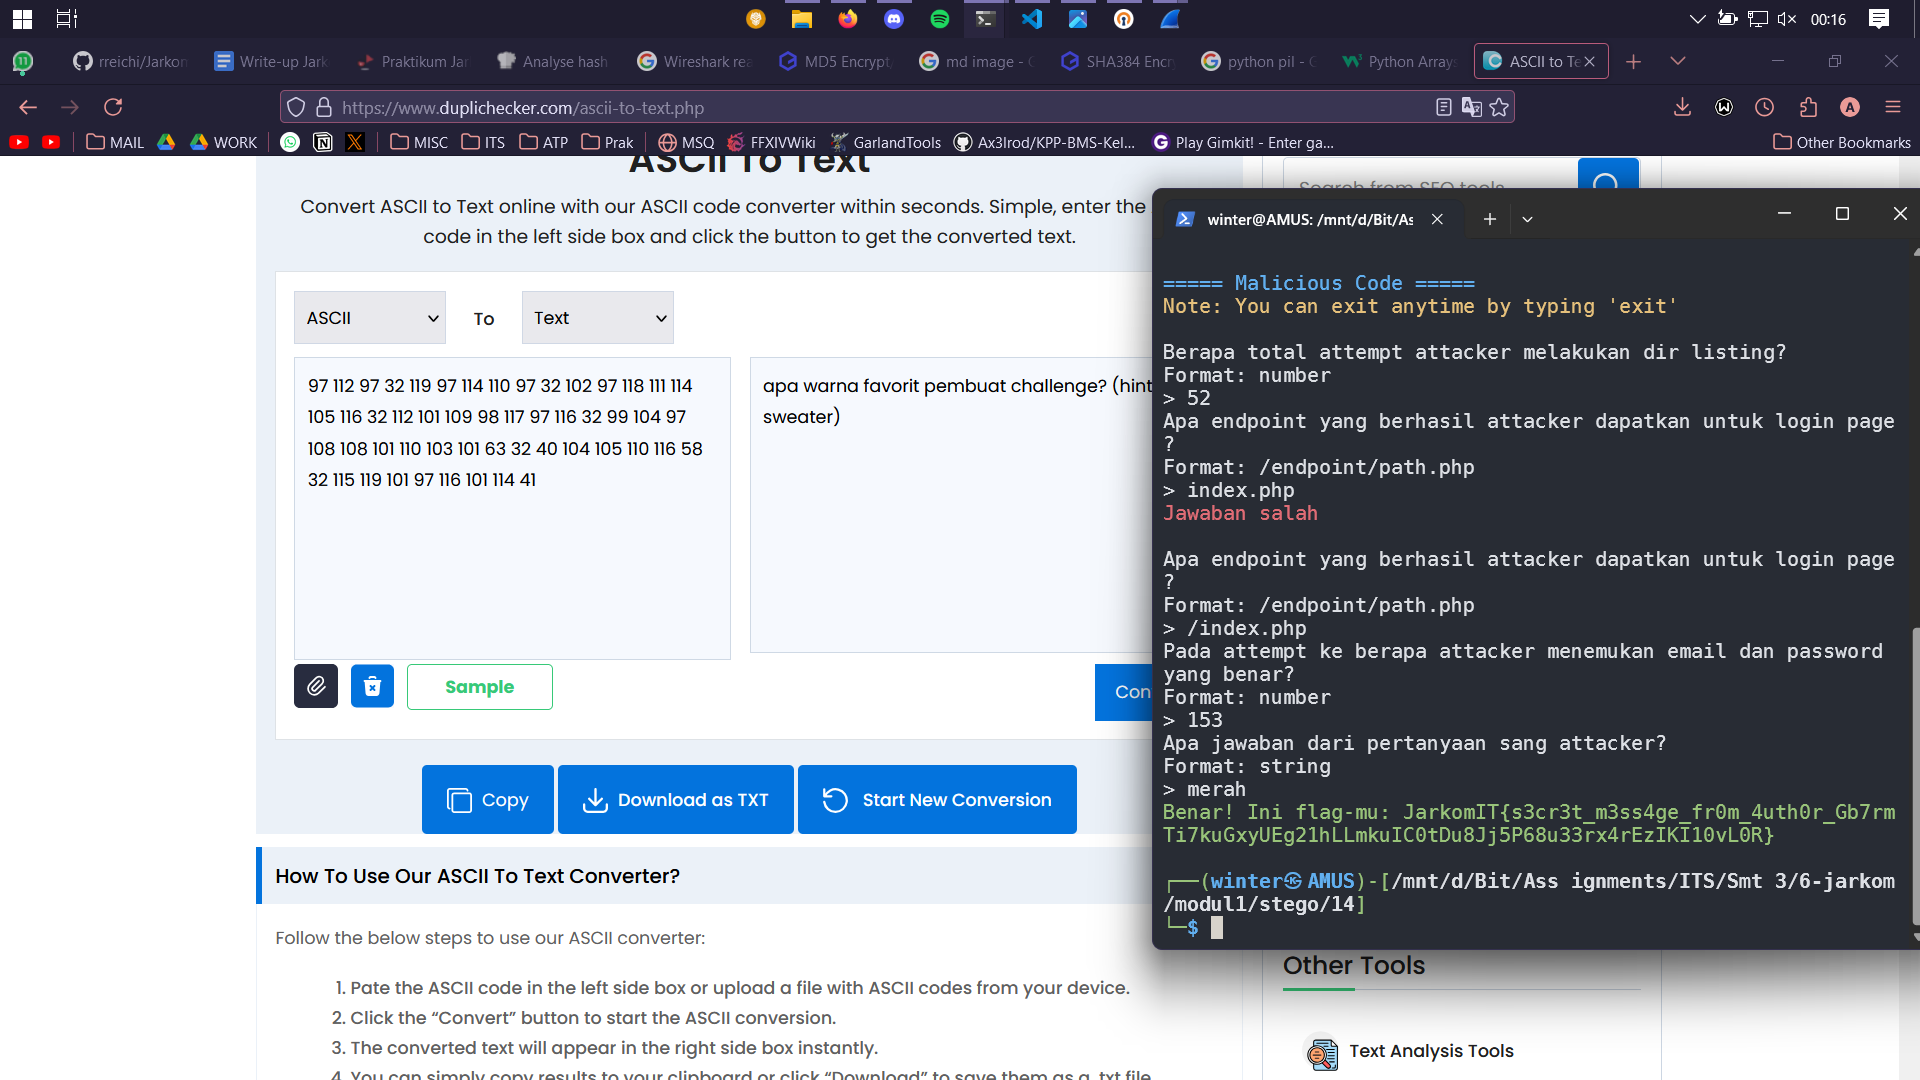 00:16
rreichi/Jarkon
Write-up Jark
Praktikum Jar
Analyse hash
Wireshark rea
MD5 Encrypt
md image - G
SHA384 Encr
python pil - G
Python Arrays
ASCII to Te
https://www.duplichecker.com/ascii-to-text.php
MAIL
WORK
MISC
ITS
ATP
Prak
MSQ
FFXIVWiki
GarlandTools
Ax3lrod/KPP-BMS-Kel...
Play Gimkit! - Enter ga...
Other Bookmarks
ASCII To Text
Convert ASCII to Text online with our ASCII code converter within seconds. Simple, enter the
code in the left side box and click the button to get the converted text.
ASCII
To
Text
97 112 97 32 119 97 114 110 97 32 102 97 118 111 114
105 116 32 112 101 109 98 117 97 116 32 99 104 97
108 108 101 110 103 101 63 32 40 104 105 110 116 58
32 115 119 101 97 116 101 114 41
apa warna favorit pembuat challenge? (hint
sweater)
Sample
Con
Copy
Download as TXT
Start New Conversion
How To Use Our ASCII To Text Converter?
Follow the below steps to use our ASCII converter:
1. Pate the ASCII code in the left side box or upload a file with ASCII codes from your device.
2. Click the “Convert” button to start the ASCII conversion.
3. The converted text will appear in the right side box instantly.
4. You can simply copy results to your clipboard or click “Download” to save them as a .txt file
Search from SEO tools
winter@AMUS: /mnt/d/Bit/As
===== Malicious Code =====
Note: You can exit anytime by typing 'exit'
Berapa total attempt attacker melakukan dir listing?
Format: number
> 52
Apa endpoint yang berhasil attacker dapatkan untuk login page
?
Format: /endpoint/path.php
> index.php
Jawaban salah
Apa endpoint yang berhasil attacker dapatkan untuk login page
?
Format: /endpoint/path.php
> /index.php
Pada attempt ke berapa attacker menemukan email dan password
yang benar?
Format: number
> 153
Apa jawaban dari pertanyaan sang attacker?
Format: string
> merah
Benar! Ini flag-mu: JarkomIT{s3cr3t_m3ss4ge_fr0m_4uth0r_Gb7rm
Ti7kuGxyUEg21hLLmkuIC0tDu8Jj5P68u33rx4rEzIKI10vL0R}
┌──(winter㉿AMUS)-[/mnt/d/Bit/Ass ignments/ITS/Smt 3/6-jarkom
/modul1/stego/14]
└─$
Other Tools
Text Analysis Tools